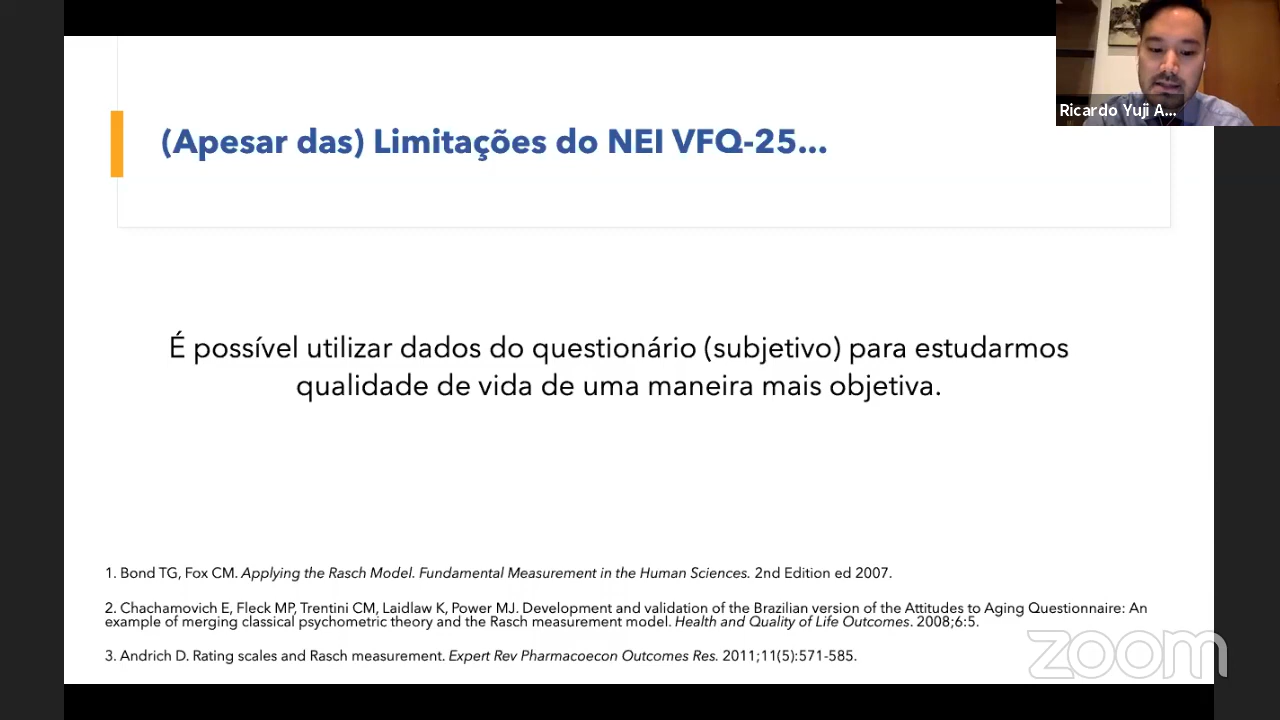 Ricardo Yuji A...
(Apesar das) Limitações do NEI VFQ-25...
É possível utilizar dados do questionário (subjetivo) para estudarmos
qualidade de vida de uma maneira mais objetiva.
1. Bond TG, Fox CM. Applying the Rasch Model. Fundamental Measurement in the Human Sciences. 2nd Edition ed 2007.
2. Chachamovich E, Fleck MP, Trentini CM, Laidlaw K, Power MJ. Development and validation of the Brazilian version of the Attitudes to Aging Questionnaire: An
example of merging classical psychometric theory and the Rasch measurement model. Health and Quality of Life Outcomes. 2008;6:5.
3. Andrich D. Rating scales and Rasch measurement. Expert Rev Pharmacoecon Outcomes Res. 2011;11(5):571-585.
zoom